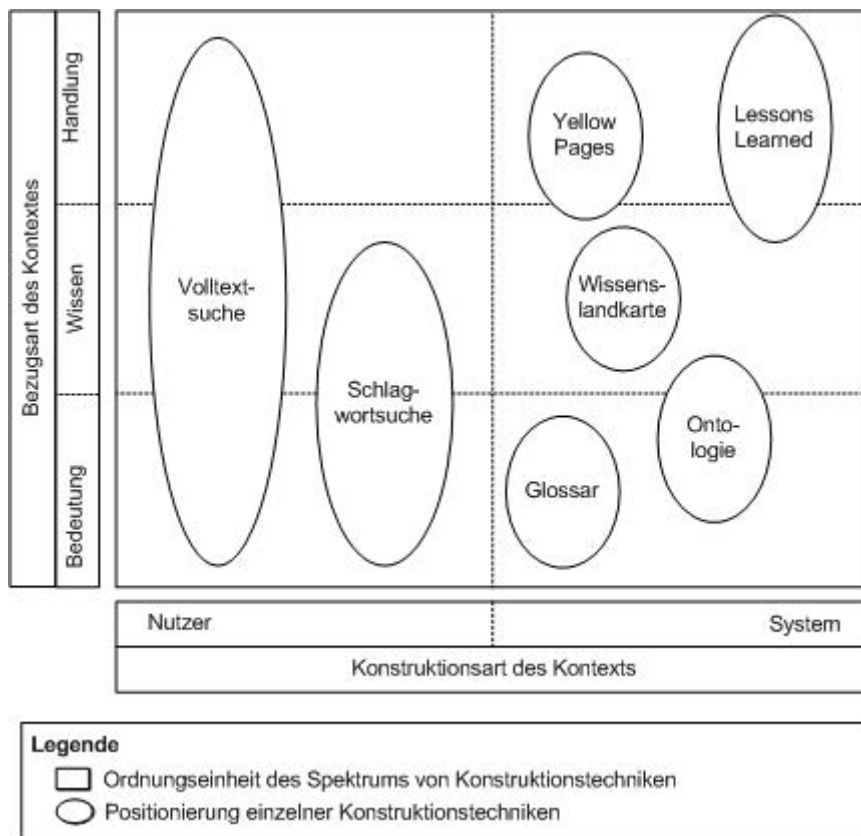 Bezugsart des Kontextes
Handlung
Wissen
Bedeutung
Volltext-
suche
Schlag-
wortsuche
Yellow
Pages
Lessons
Learned
Wissens-
landkarte
Onto-
logie
Glossar
Nutzer
System
Konstruktionsart des Kontexts
Legende
Ordnungseinheit des Spektrums von Konstruktionstechniken
Positionierung einzelner Konstruktionstechniken